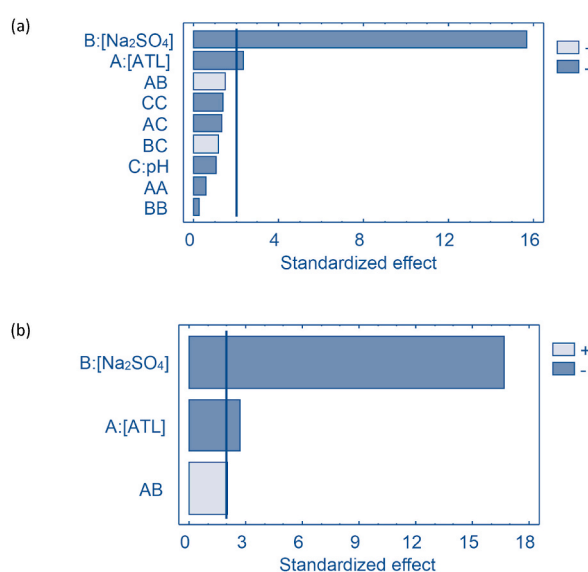 (a)
B:[Na₂SO₄]
A:[ATL]
AB
CC
AC
BC
C:pH
AA
BB
0 4 8 12 16
Standardized effect
(b)
B:[Na₂SO₄]
A:[ATL]
AB
+
-
0 3 6 9 12 15 18
Standardized effect